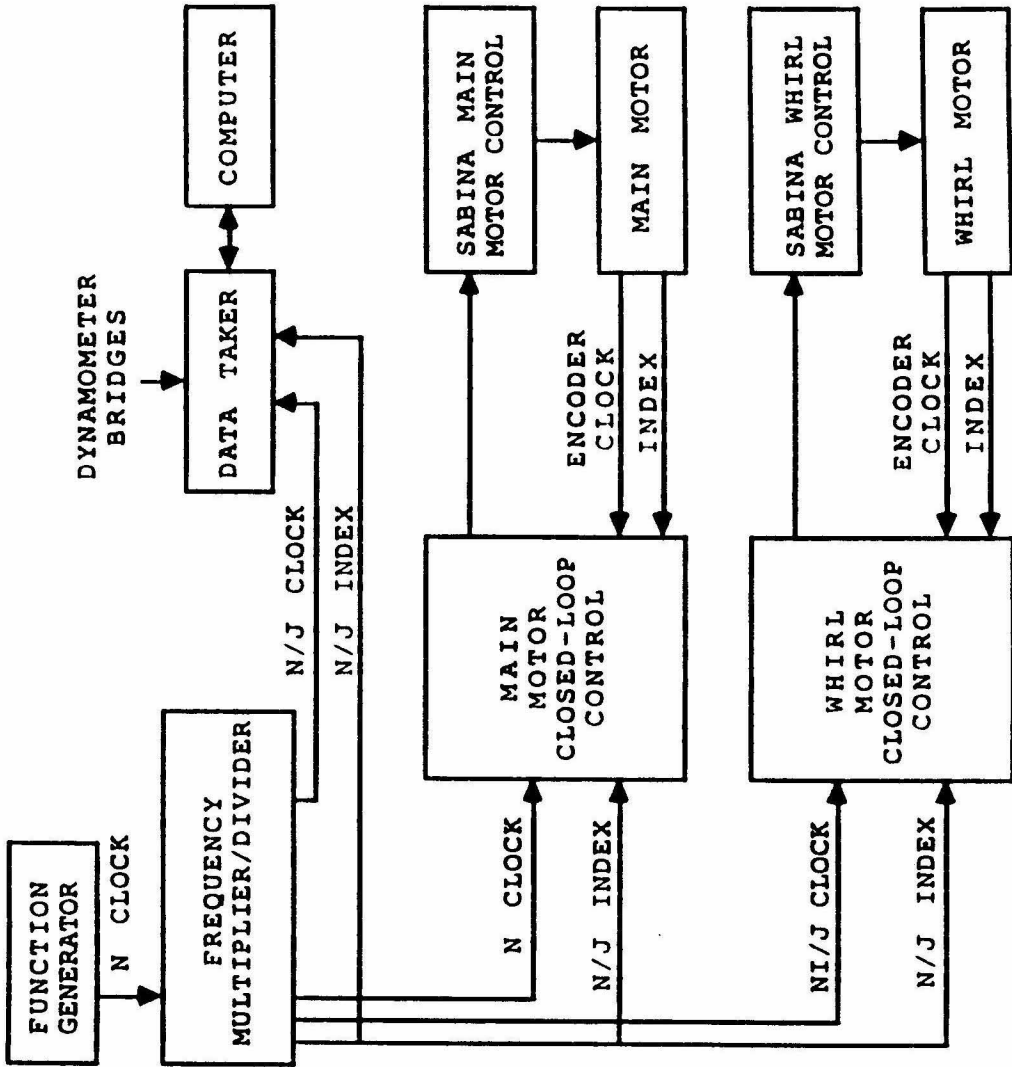 FUNCTION
GENERATOR
N CLOCK
FREQUENCY
MULTIPLIER/DIVIDER
N/J CLOCK
N/J INDEX
DYNAMOMETER
BRIDGES
DATA TAKER
COMPUTER
N CLOCK
N/J INDEX
MAIN
MOTOR
CLOSED-LOOP
CONTROL
ENCODER
CLOCK
INDEX
SABINA MAIN
MOTOR CONTROL
MAIN MOTOR
NI/J CLOCK
N/J INDEX
WHIRL
MOTOR
CLOSED-LOOP
CONTROL
ENCODER
CLOCK
INDEX
SABINA WHIRL
MOTOR CONTROL
WHIRL MOTOR